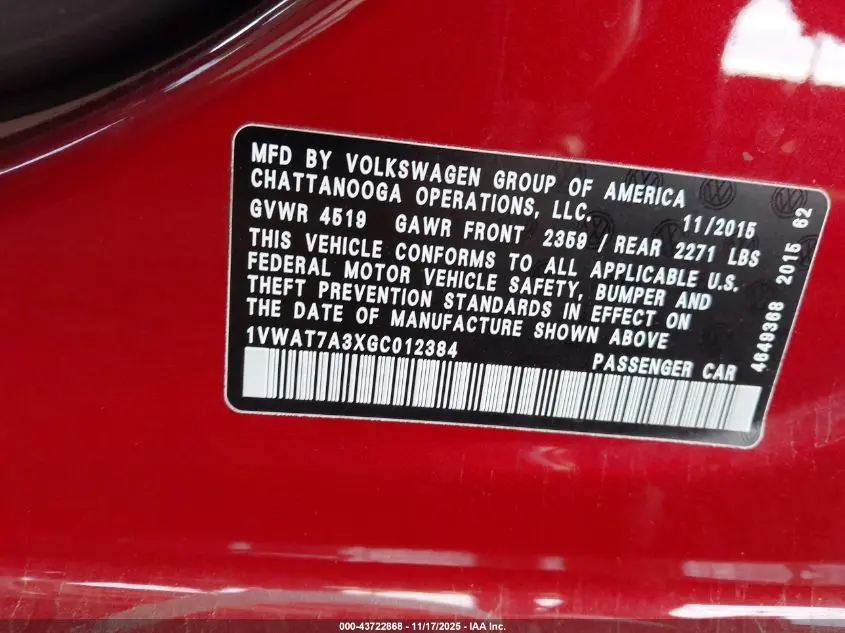 MFD BY VOLKSWAGEN GROUP OF AMERICA
CHATTANOOGA OPERATIONS, LLC. 11/2015
GVWR 4519 GAWR FRONT 2359 / REAR 2271 LBS
THIS VEHICLE CONFORMS TO ALL APPLICABLE U.S.
FEDERAL MOTOR VEHICLE SAFETY, BUMPER AND
THEFT PREVENTION STANDARDS IN EFFECT ON
THE DATE OF MANUFACTURE SHOWN ABOVE
1VWAT7A3XGC012384 PASSENGER CAR
4649368 2015 62
000-43722868 - 11/17/2025 - IAA Inc.